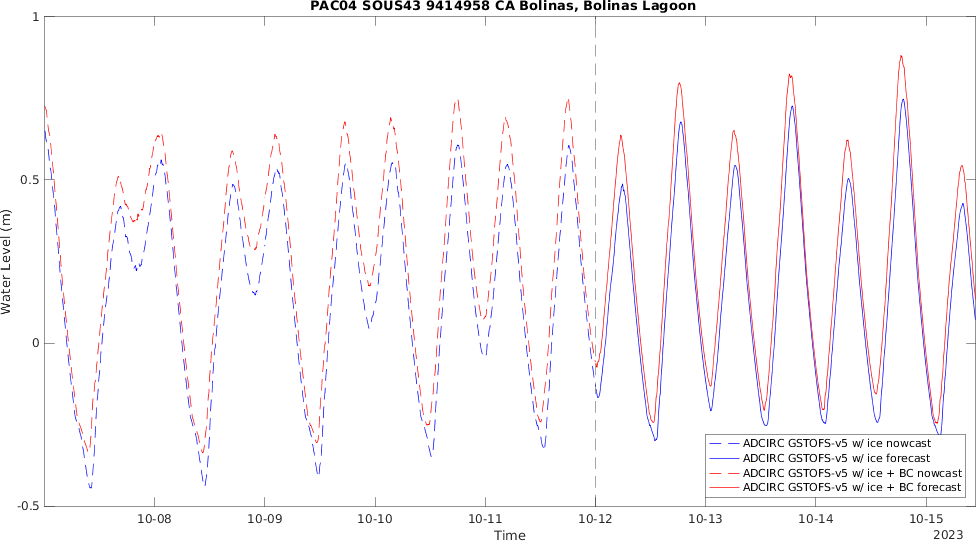 PAC04 SOUS43 9414958 CA Bolinas, Bolinas Lagoon
1
0.5
0
-0.5
Water Level (m)
ADCIRC GSTOFS-v5 w/ ice nowcast
ADCIRC GSTOFS-v5 w/ ice forecast
ADCIRC GSTOFS-v5 w/ ice + BC nowcast
ADCIRC GSTOFS-v5 w/ ice + BC forecast
10-08 10-09 10-10 10-11 10-12 10-13 10-14 10-15
Time
2023